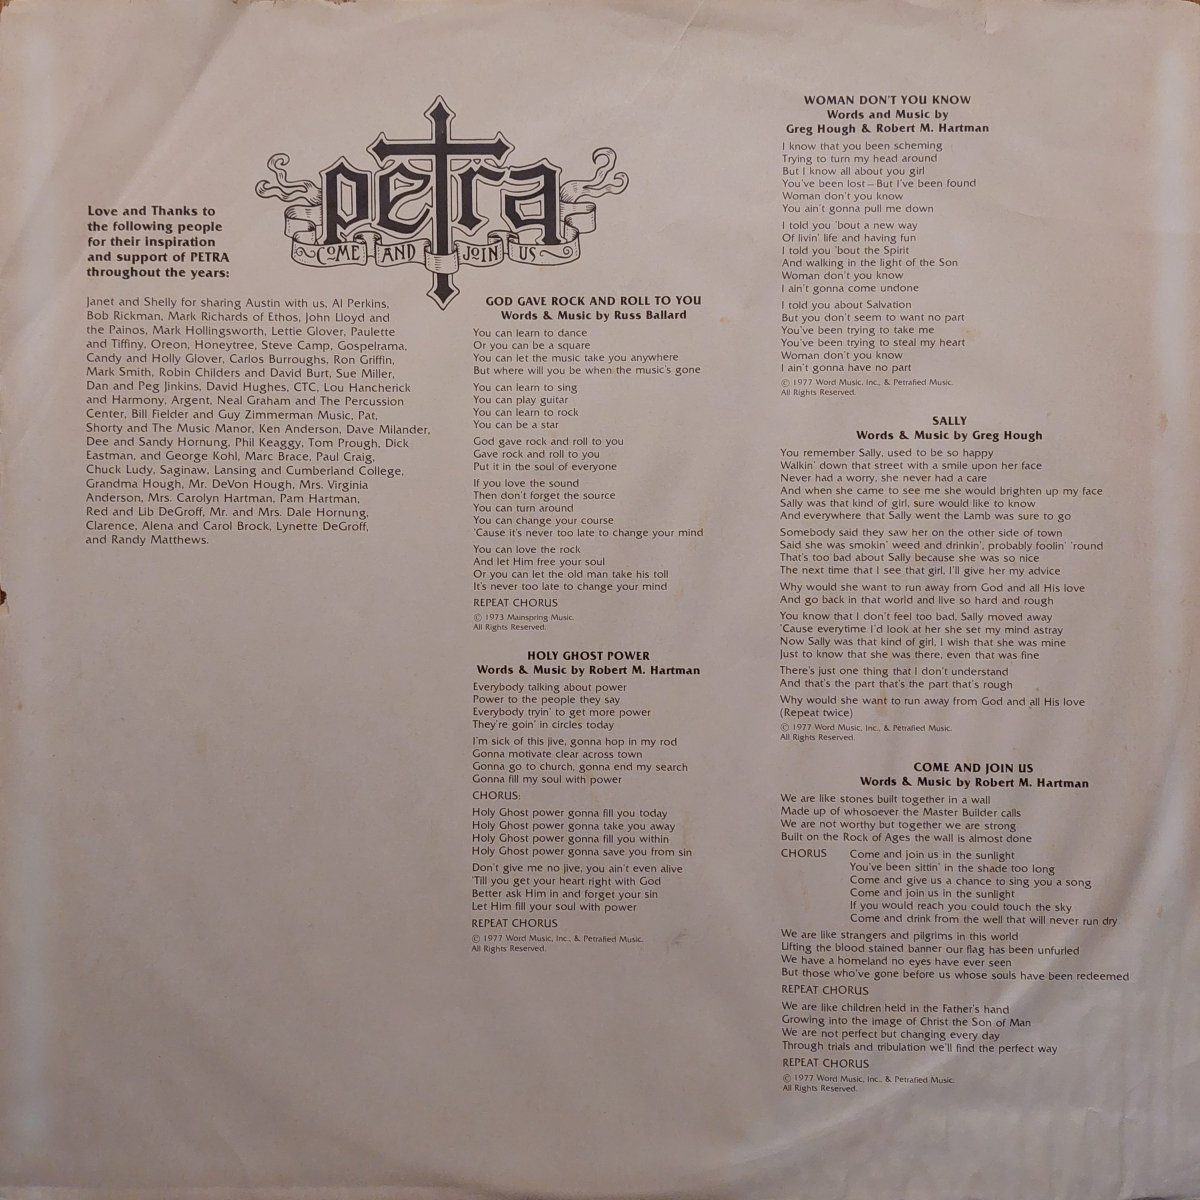 petra
COME AND JOIN US
Love and Thanks to
the following people
for their inspiration
and support of PETRA
throughout the years:
Janet and Shelly for sharing Austin with us, Al Perkins,
Bob Rickman, Mark Richards of Ethos, John Lloyd and
the Painos, Mark Hollingsworth, Lettie Glover, Paulette
and Tiffiny, Oreon, Honeytree, Steve Camp, Gospelrama,
Candy and Holly Glover, Carlos Burroughs, Ron Griffin,
Mark Smith, Robin Childers and David Burt, Sue Miller,
Dan and Peg Jinkins, David Hughes, CTC, Lou Hancherick
and Harmony, Argent, Neal Graham and The Percussion
Center, Bill Fielder and Guy Zimmerman Music, Pat,
Shorty and The Music Manor, Ken Anderson, Dave Milander,
Dee and Sandy Hornung, Phil Keaggy, Tom Prough, Dick
Eastman, and George Kohl, Marc Brace, Paul Craig,
Chuck Ludy, Saginaw, Lansing and Cumberland College,
Grandma Hough, Mr. DeVon Hough, Mrs. Virginia
Anderson, Mrs. Carolyn Hartman, Pam Hartman,
Red and Lib DeGroff, Mr. and Mrs. Dale Hornung,
Clarence, Alena and Carol Brock, Lynette DeGroff,
and Randy Matthews.
GOD GAVE ROCK AND ROLL TO YOU
Words & Music by Russ Ballard
You can learn to dance
Or you can be a square
You can let the music take you anywhere
But where will you be when the music's gone
You can learn to sing
You can play guitar
You can learn to rock
You can be a star
God gave rock and roll to you
Gave rock and roll to you
Put it in the soul of everyone
If you love the sound
Then don't forget the source
You can turn around
You can change your course
'Cause it's never too late to change your mind
You can love the rock
And let Him free your soul
Or you can let the old man take his toll
It's never too late to change your mind
REPEAT CHORUS
© 1973 Mainspring Music.
All Rights Reserved.
HOLY GHOST POWER
Words & Music by Robert M. Hartman
Everybody talking about power
Power to the people they say
Everybody tryin' to get more power
They're goin' in circles today
I'm sick of this jive, gonna hop in my rod
Gonna motivate clear across town
Gonna go to church, gonna end my search
Gonna fill my soul with power
CHORUS:
Holy Ghost power gonna fill you today
Holy Ghost power gonna take you away
Holy Ghost power gonna fill you within
Holy Ghost power gonna save you from sin
Don't give me no jive, you ain't even alive
'Till you get your heart right with God
Better ask Him in and forget your sin
Let Him fill your soul with power
REPEAT CHORUS
© 1977 Word Music, Inc., & Petrafied Music.
All Rights Reserved.
WOMAN DON'T YOU KNOW
Words and Music by
Greg Hough & Robert M. Hartman
I know that you been scheming
Trying to turn my head around
But I know all about you girl
You've been lost—But I've been found
Woman don't you know
You ain't gonna pull me down
I told you 'bout a new way
Of livin' life and having fun
I told you 'bout the Spirit
And walking in the light of the Son
Woman don't you know
I ain't gonna come undone
I told you about Salvation
But you don't seem to want no part
You've been trying to take me
You've been trying to steal my heart
Woman don't you know
I ain't gonna have no part
© 1977 Word Music, Inc., & Petrafied Music.
All Rights Reserved.
SALLY
Words & Music by Greg Hough
You remember Sally, used to be so happy
Walkin' down that street with a smile upon her face
Never had a worry, she never had a care
And when she came to see me she would brighten up my face
Sally was that kind of girl, sure would like to know
And everywhere that Sally went the Lamb was sure to go
Somebody said they saw her on the other side of town
Said she was smokin' weed and drinkin', probably foolin' 'round
That's too bad about Sally because she was so nice
The next time that I see that girl, I'll give her my advice
Why would she want to run away from God and all His love
And go back in that world and live so hard and rough
You know that I don't feel too bad, Sally moved away
'Cause everytime I'd look at her she set my mind astray
Now Sally was that kind of girl, I wish that she was mine
Just to know that she was there, even that was fine
There's just one thing that I don't understand
And that's the part that's the part that's rough
Why would she want to run away from God and all His love
(Repeat twice)
© 1977 Word Music, Inc., & Petrafied Music.
All Rights Reserved.
COME AND JOIN US
Words & Music by Robert M. Hartman
We are like stones built together in a wall
Made up of whosoever the Master Builder calls
We are not worthy but together we are strong
Built on the Rock of Ages the wall is almost done
CHORUS Come and join us in the sunlight
You've been sittin' in the shade too long
Come and give us a chance to sing you a song
Come and join us in the sunlight
If you would reach you could touch the sky
Come and drink from the well that will never run dry
We are like strangers and pilgrims in this world
Lifting the blood stained banner our flag has been unfurled
We have a homeland no eyes have ever seen
But those who've gone before us whose souls have been redeemed
REPEAT CHORUS
We are like children held in the Father's hand
Growing into the image of Christ the Son of Man
We are not perfect but changing every day
Through trials and tribulation we'll find the perfect way
REPEAT CHORUS
© 1977 Word Music, Inc., & Petrafied Music.
All Rights Reserved.